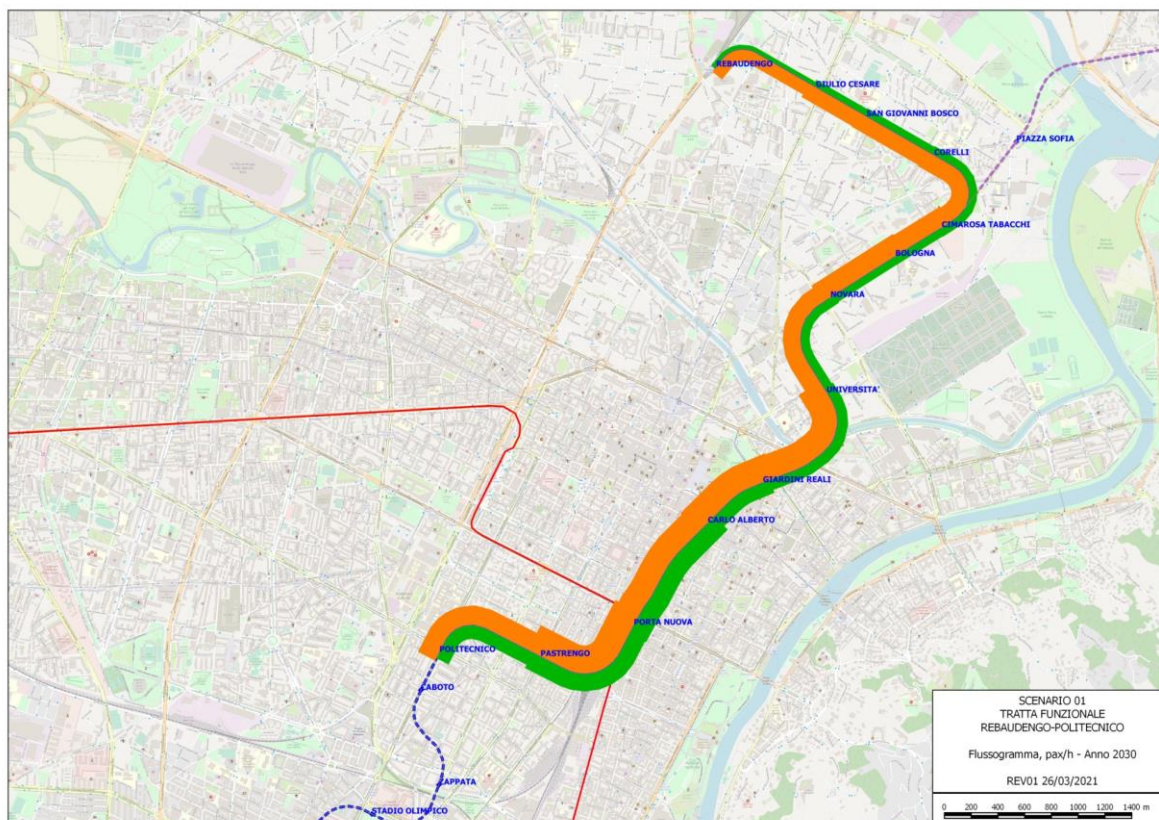 REBAUDENGO
GIULIO CESARE
SAN GIOVANNI BOSCO
PIAZZA SOFIA
CORELLI
CIMAROSA TABACCHI
BOLOGNA
NOVARA
UNIVERSITA'
GIARDINI REALI
CARLO ALBERTO
PORTA NUOVA
POLITECNICO
PASTRENGO
CABOTO
ZAPPATA
STADIO OLIMPICO
SCENARIO 01
TRATTA FUNZIONALE
REBAUDENGO-POLITECNICO
Flussogramma, pax/h - Anno 2030
REV01 26/03/2021
0 200 400 600 800 1000 1200 1400 m